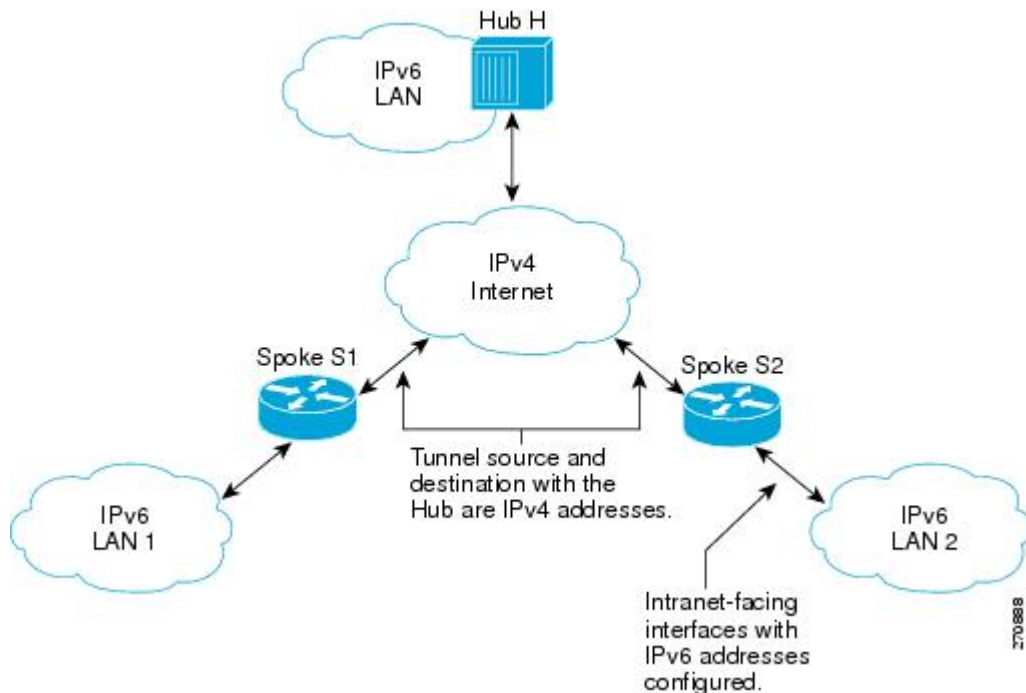 Hub H
IPv6
LAN
IPv4
Internet
Spoke S1
Spoke S2
Tunnel source and
destination with the
Hub are IPv4 addresses.
IPv6
LAN 1
IPv6
LAN 2
Intranet-facing
interfaces with
IPv6 addresses
configured.
270888